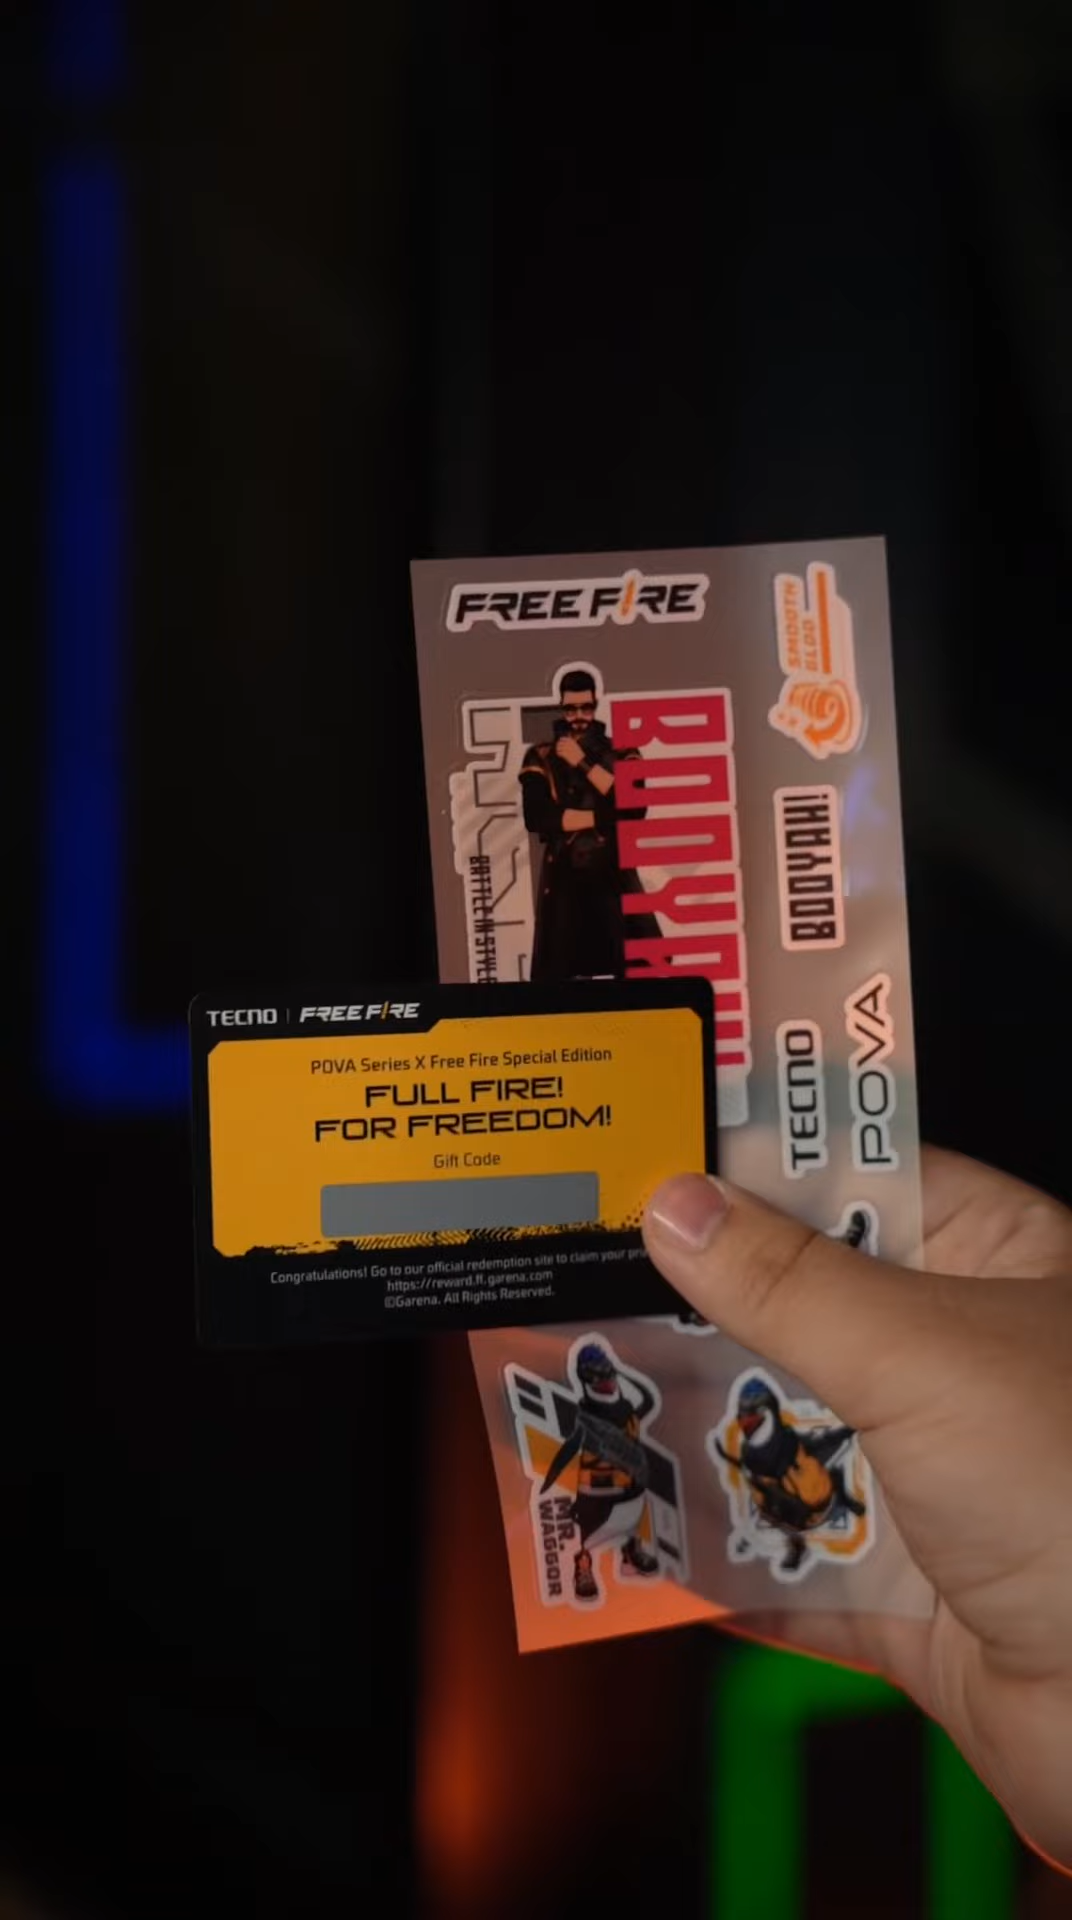 FREE FIRE
SMOOTH
GLOO
BOOYAH
BATTLE IN STYLE
BOOYAH!
TECNO
POVA
TECNO | FREE FIRE
POVA Series X Free Fire Special Edition
FULL FIRE!
FOR FREEDOM!
Gift Code
Congratulations! Go to our official redemption site to claim your
https://reward.ff.garena.com
©Garena. All Rights Reserved.
MR.
WAGGOR